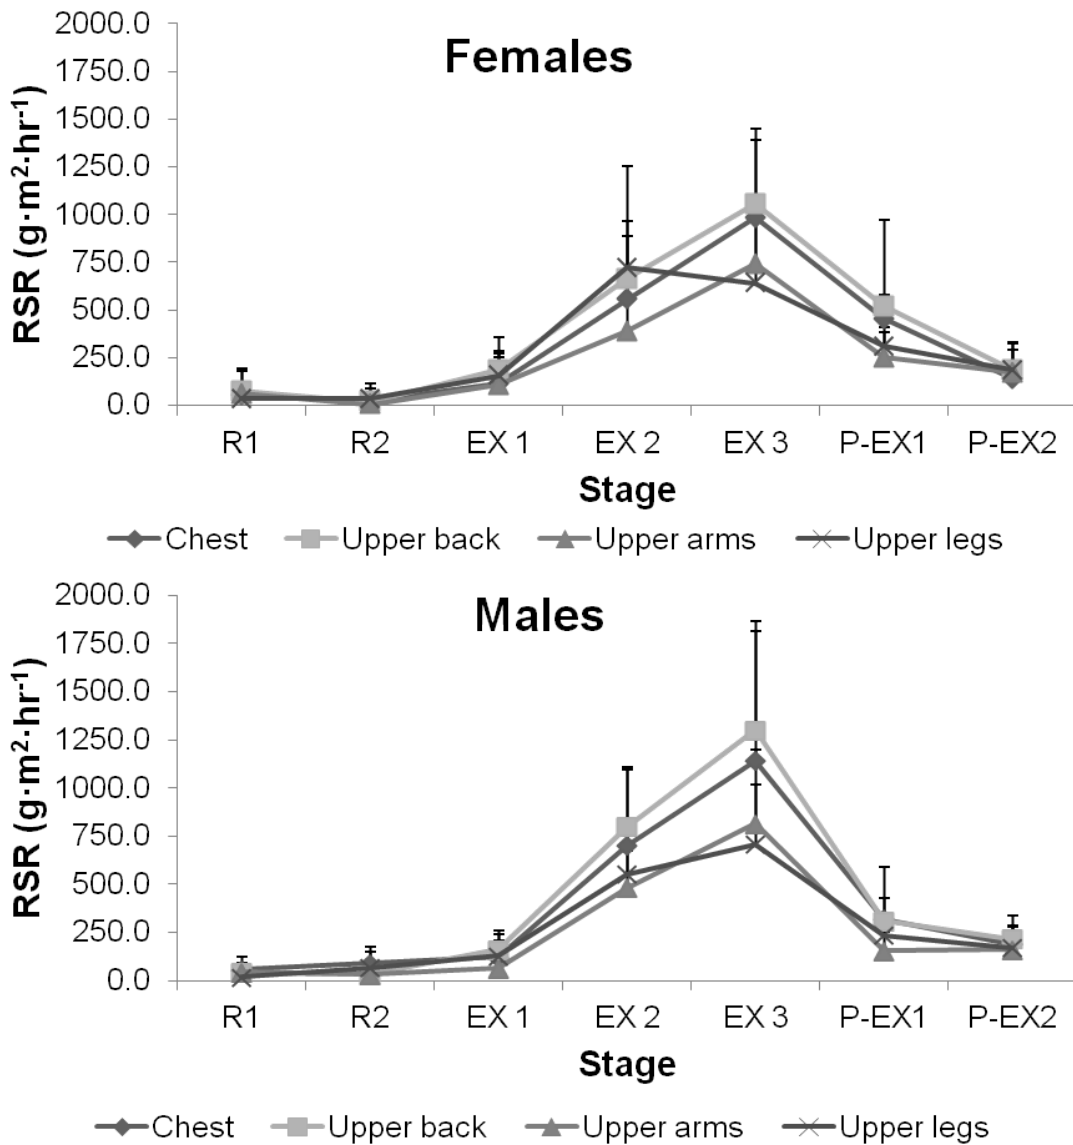 Females
RSR (g·m²·hr⁻¹)
2000.0
1750.0
1500.0
1250.0
1000.0
750.0
500.0
250.0
0.0
R1 R2 EX 1 EX 2 EX 3 P-EX1 P-EX2
Stage
Chest Upper back Upper arms Upper legs
Males
RSR (g·m²·hr⁻¹)
2000.0
1750.0
1500.0
1250.0
1000.0
750.0
500.0
250.0
0.0
R1 R2 EX 1 EX 2 EX 3 P-EX1 P-EX2
Stage
Chest Upper back Upper arms Upper legs